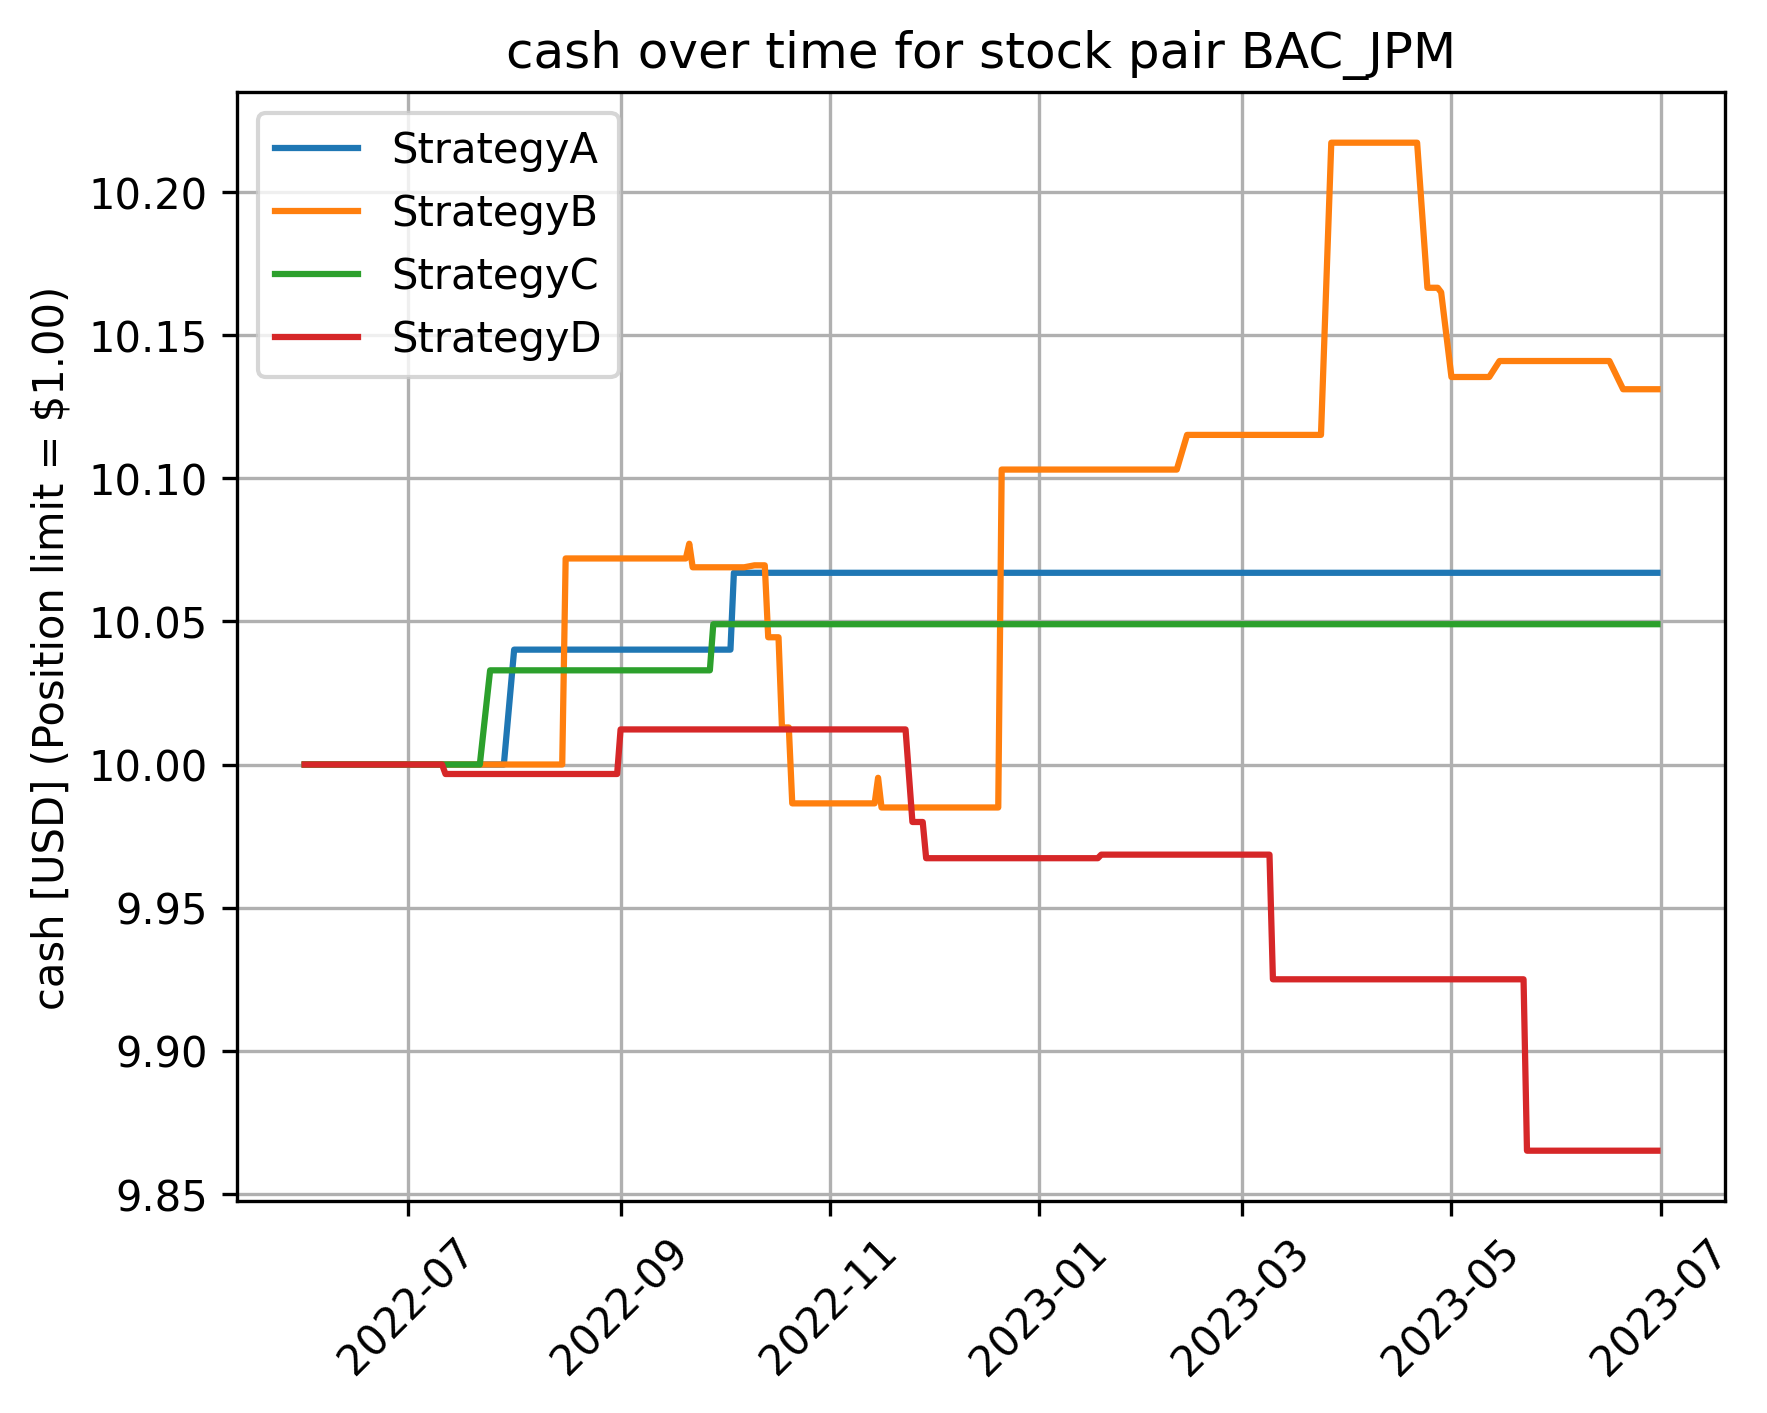 cash over time for stock pair BAC_JPM
StrategyA
StrategyB
StrategyC
StrategyD
cash [USD] (Position limit = $1.00)
10.20
10.15
10.10
10.05
10.00
9.95
9.90
9.85
2022-07
2022-09
2022-11
2023-01
2023-03
2023-05
2023-07